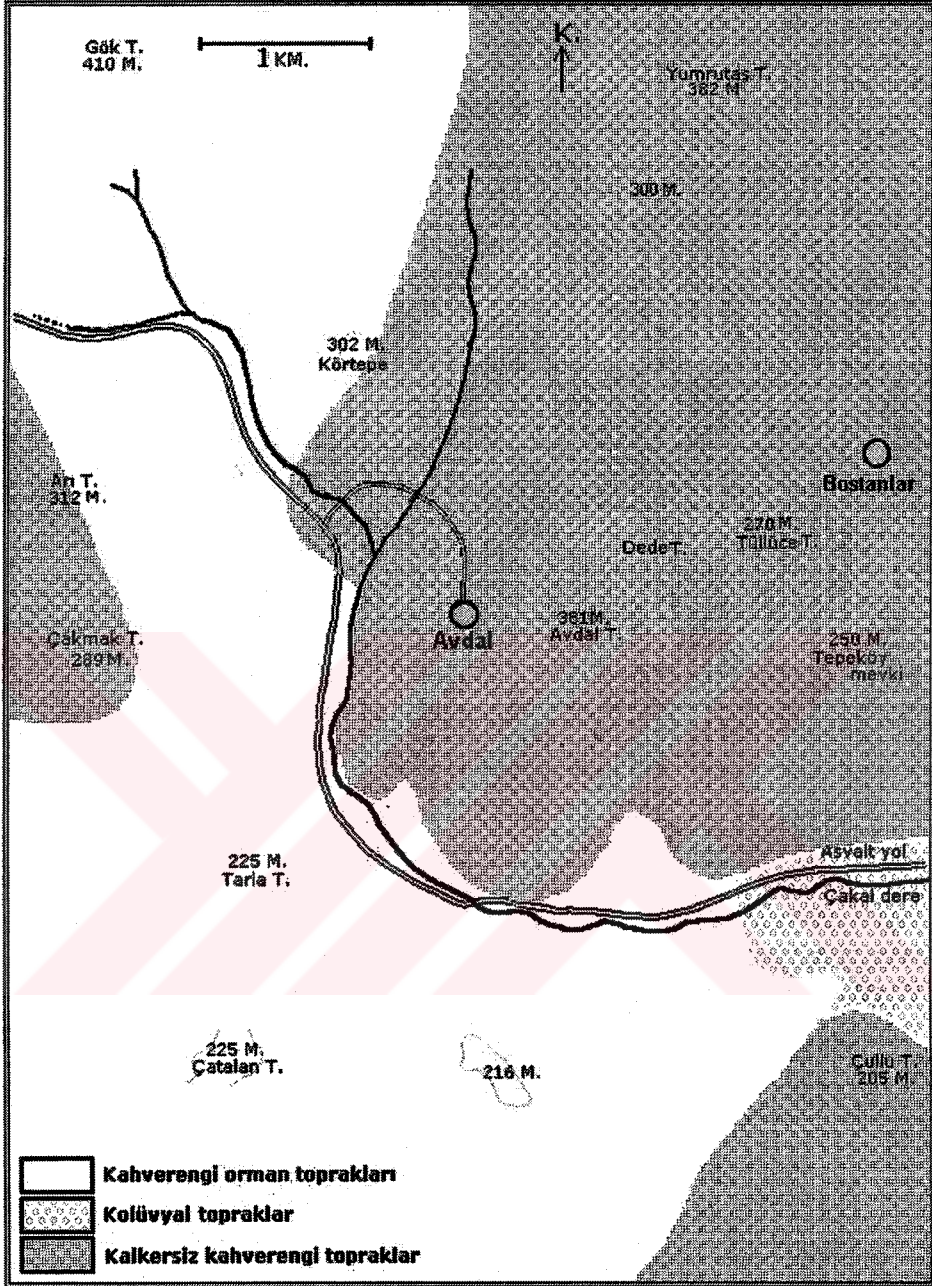 Gök T.
410 M.
1 KM.
K.
Yumrutaş T.
382 M
300 M.
302 M.
Körtepe
Arı T.
312 M.
Bostanlar
270 M.
Tüllüce T.
Dede T.
Avdal
381 M.
Avdal T.
Çakmak T.
289 M.
250 M.
Tepeköy
mevki
225 M.
Tarla T.
Asvalt yol
Çakal dere
225 M.
Çatalan T.
216 M.
Çullu T.
205 M.
Kahverengi orman toprakları
Kolüvyal topraklar
Kalkersiz kahverengi topraklar